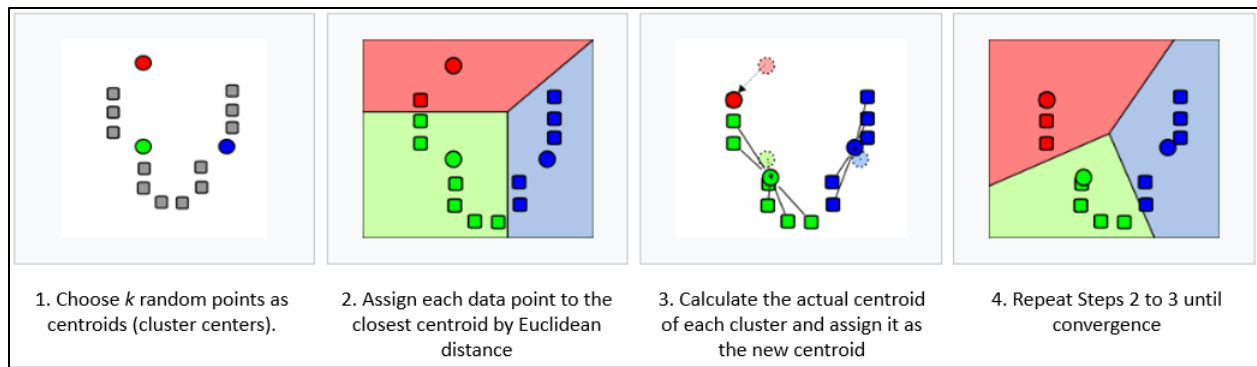 1. Choose k random points as
centroids (cluster centers).
2. Assign each data point to the
closest centroid by Euclidean
distance
3. Calculate the actual centroid
of each cluster and assign it as
the new centroid
4. Repeat Steps 2 to 3 until
convergence